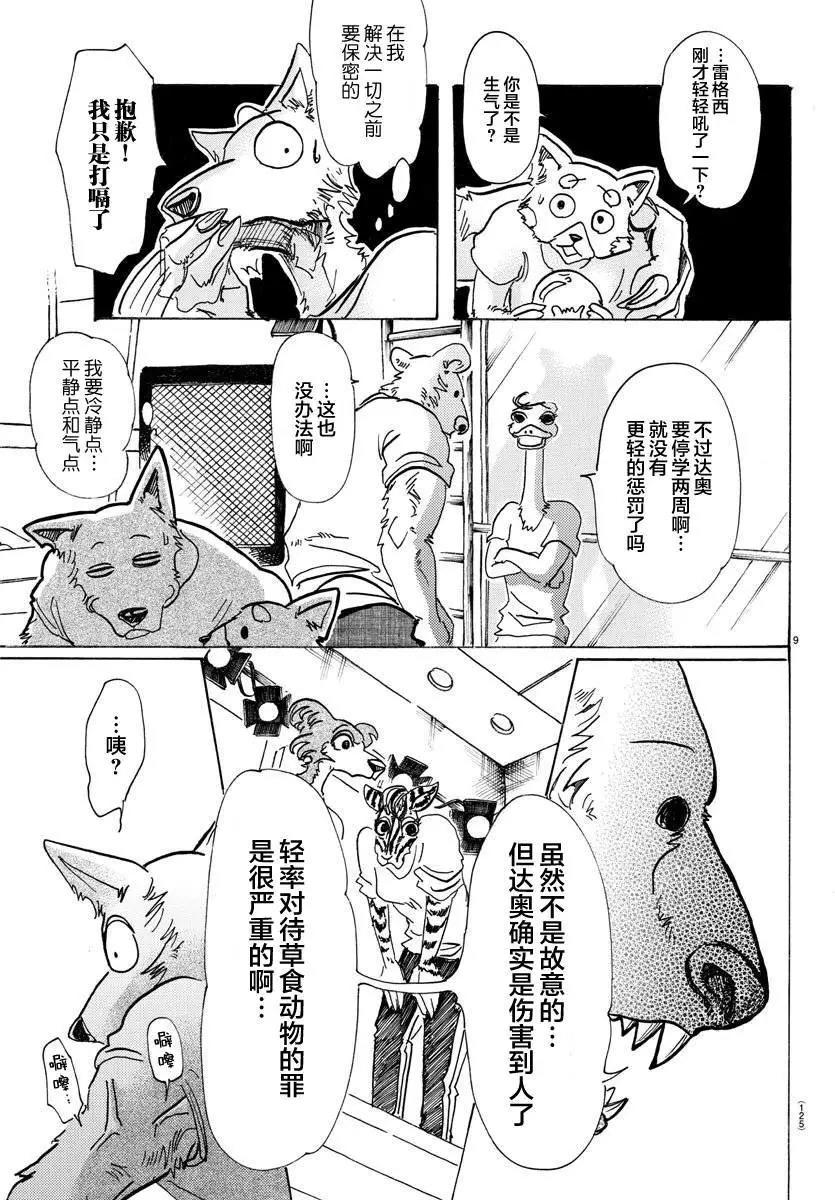 …雷格西
刚才轻轻吼了一下？
你是不是
生气了？
在我
解决一切之前
要保密的
抱歉！
我只是打嗝了
不过达奥
要停学两周啊…
就没有
更轻的惩罚了吗
…这也
没办法啊
我要冷静点…
平静点和气点
9
虽然不是故意的…
但达奥确实是伤害到人了
轻率对待草食动物的罪
是很严重的啊…
…咦？
噼嚓
噼嚓…
(125)